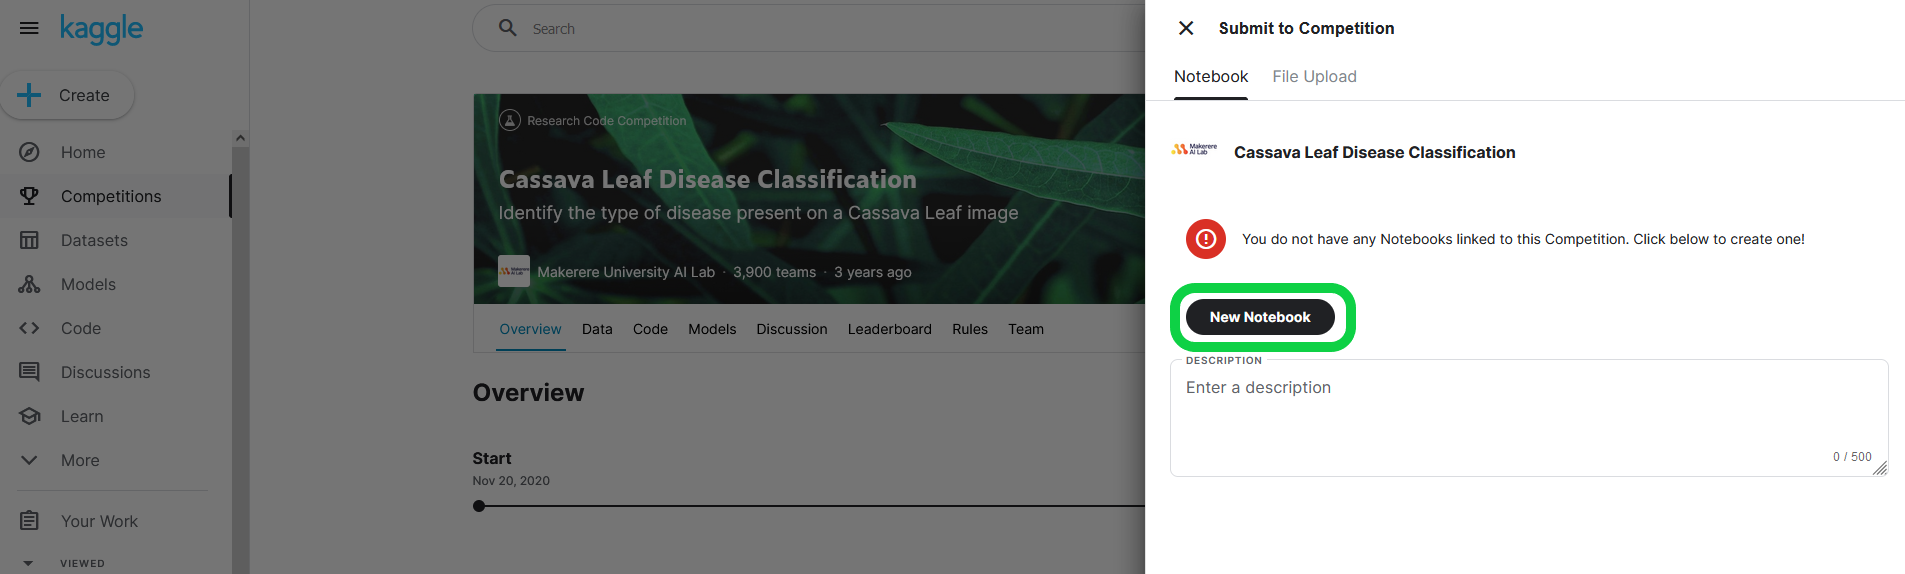 kaggle
Create
Home
Competitions
Datasets
Models
Code
Discussions
Learn
More
Your Work
VIEWED
Search
Research Code Competition
Cassava Leaf Disease Classification
Identify the type of disease present on a Cassava Leaf image
Makerere AI Lab
Makerere University AI Lab · 3,900 teams · 3 years ago
Overview Data Code Models Discussion Leaderboard Rules Team
Overview
Start
Nov 20, 2020
Submit to Competition
Notebook File Upload
Makerere
AI Lab
Cassava Leaf Disease Classification
You do not have any Notebooks linked to this Competition. Click below to create one!
New Notebook
DESCRIPTION
Enter a description
0 / 500